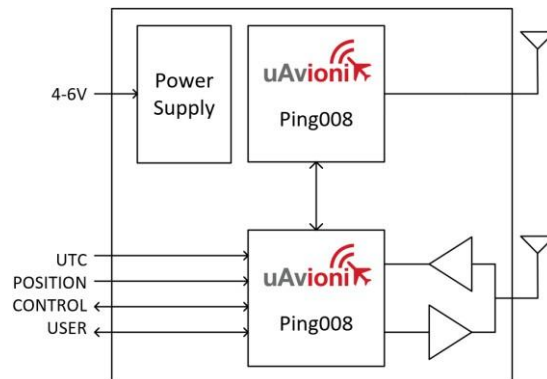 4-6V
Power
Supply
uAvionix
Ping008
UTC
POSITION
CONTROL
USER
uAvionix
Ping008